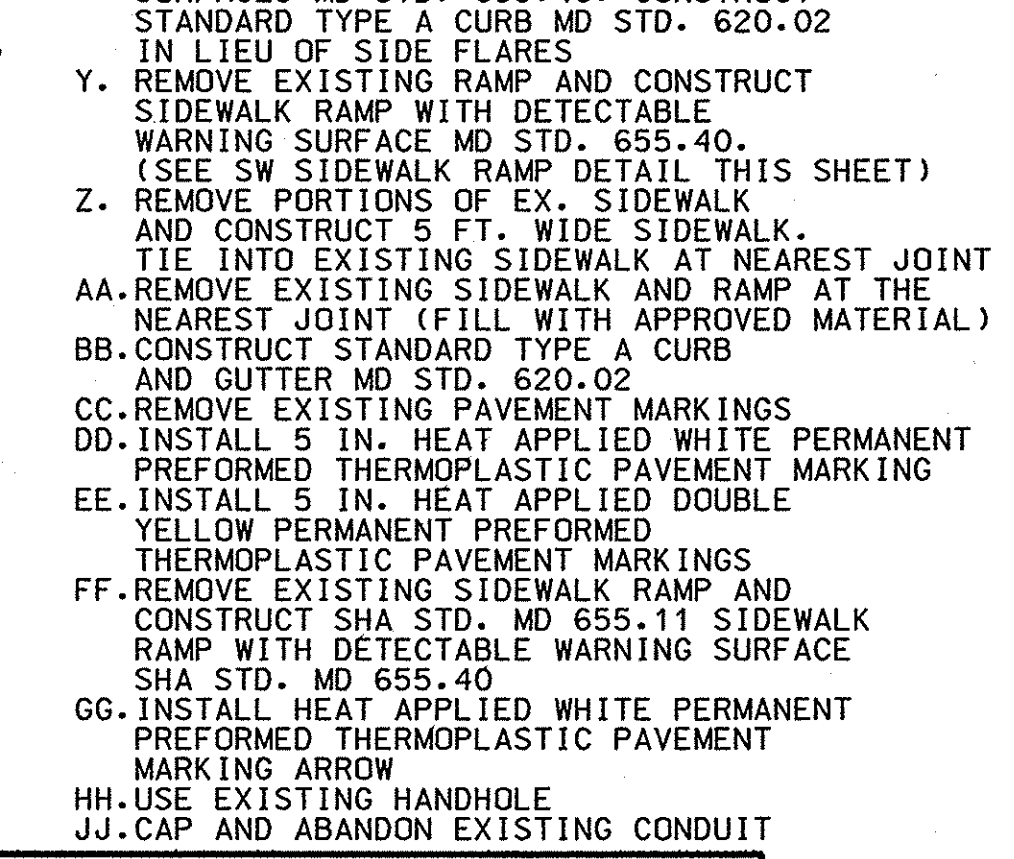 STANDARD TYPE A CURB MD STD. 620.02
IN LIEU OF SIDE FLARES
Y. REMOVE EXISTING RAMP AND CONSTRUCT
SIDEWALK RAMP WITH DETECTABLE
WARNING SURFACE MD STD. 655.40.
(SEE SW SIDEWALK RAMP DETAIL THIS SHEET)
Z. REMOVE PORTIONS OF EX. SIDEWALK
AND CONSTRUCT 5 FT. WIDE SIDEWALK.
TIE INTO EXISTING SIDEWALK AT NEAREST JOINT
AA.REMOVE EXISTING SIDEWALK AND RAMP AT THE
NEAREST JOINT (FILL WITH APPROVED MATERIAL)
BB.CONSTRUCT STANDARD TYPE A CURB
AND GUTTER MD STD. 620.02
CC.REMOVE EXISTING PAVEMENT MARKINGS
DD.INSTALL 5 IN. HEAT APPLIED WHITE PERMANENT
PREFORMED THERMOPLASTIC PAVEMENT MARKING
EE.INSTALL 5 IN. HEAT APPLIED DOUBLE
YELLOW PERMANENT PREFORMED
THERMOPLASTIC PAVEMENT MARKINGS
FF.REMOVE EXISTING SIDEWALK RAMP AND
CONSTRUCT SHA STD. MD 655.11 SIDEWALK
RAMP WITH DETECTABLE WARNING SURFACE
SHA STD. MD 655.40
GG.INSTALL HEAT APPLIED WHITE PERMANENT
PREFORMED THERMOPLASTIC PAVEMENT
MARKING ARROW
HH.USE EXISTING HANDHOLE
JJ.CAP AND ABANDON EXISTING CONDUIT